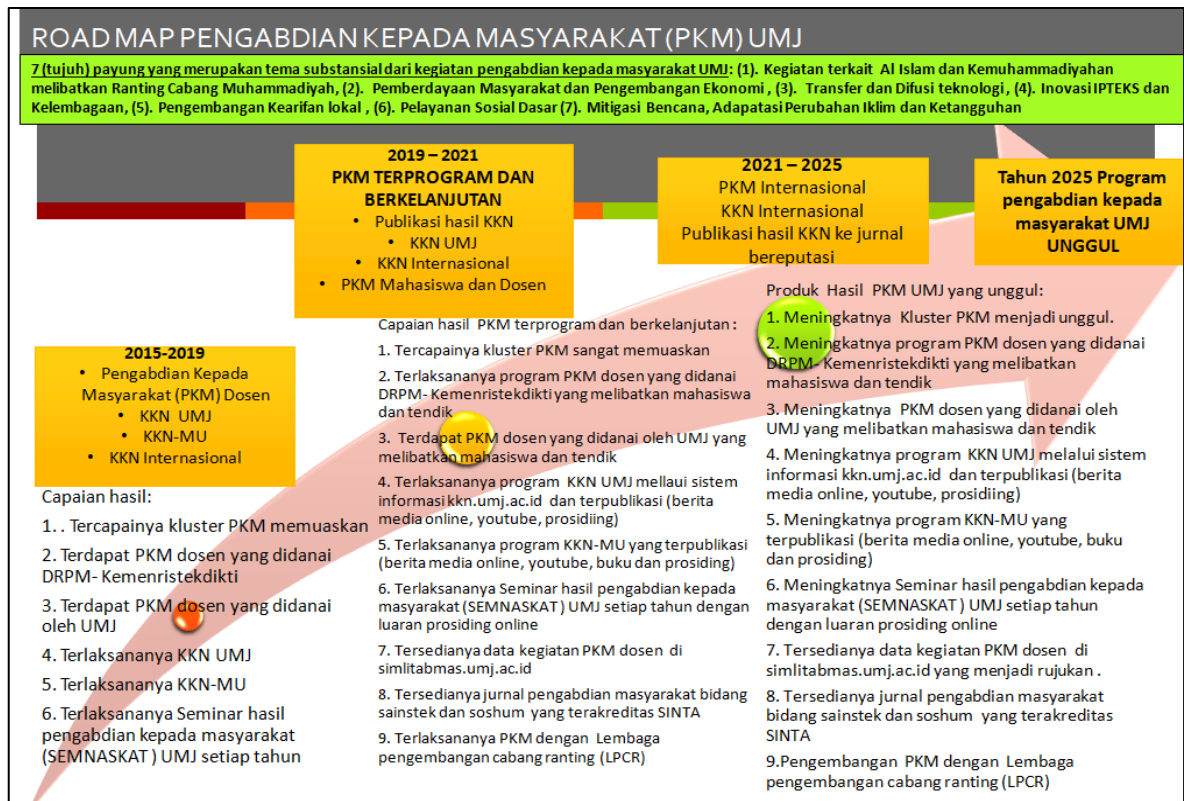 ROAD MAP PENGABDIAN KEPADA MASYARAKAT (PKM) UMJ
7 (tujuh) payung yang merupakan tema substansial dari kegiatan pengabdian kepada masyarakat UMJ: (1). Kegiatan terkait Al Islam dan Kemuhammadiyahan
melibatkan Ranting Cabang Muhammadiyah, (2). Pemberdayaan Masyarakat dan Pengembangan Ekonomi , (3). Transfer dan Difusi teknologi , (4). Inovasi IPTEKS dan
Kelembagaan, (5). Pengembangan Kearifan lokal , (6). Pelayanan Sosial Dasar (7). Mitigasi Bencana, Adapatasi Perubahan Iklim dan Ketangguhan
2015-2019
• Pengabdian Kepada
Masyarakat (PKM) Dosen
• KKN UMJ
• KKN-MU
• KKN Internasional
Capaian hasil:
1. . Tercapainya kluster PKM memuaskan
2. Terdapat PKM dosen yang didanai
DRPM- Kemenristekdikti
3. Terdapat PKM dosen yang didanai
oleh UMJ
4. Terlaksananya KKN UMJ
5. Terlaksananya KKN-MU
6. Terlaksananya Seminar hasil
pengabdian kepada masyarakat
(SEMNASKAT ) UMJ setiap tahun
2019 – 2021
PKM TERPROGRAM DAN
BERKELANJUTAN
• Publikasi hasil KKN
• KKN UMJ
• KKN Internasional
• PKM Mahasiswa dan Dosen
Capaian hasil PKM terprogram dan berkelanjutan :
1. Tercapainya kluster PKM sangat memuaskan
2. Terlaksananya program PKM dosen yang didanai
DRPM- Kemenristekdikti yang melibatkan mahasiswa
dan tendik
3. Terdapat PKM dosen yang didanai oleh UMJ yang
melibatkan mahasiswa dan tendik
4. Terlaksananya program KKN UMJ mellaui sistem
informasi kkn.umj.ac.id dan terpublikasi (berita
media online, youtube, prosidiing)
5. Terlaksananya program KKN-MU yang terpublikasi
(berita media online, youtube, buku dan prosiding)
6. Terlaksananya Seminar hasil pengabdian kepada
masyarakat (SEMNASKAT ) UMJ setiap tahun dengan
luaran prosiding online
7. Tersedianya data kegiatan PKM dosen di
simlitabmas.umj.ac.id
8. Tersedianya jurnal pengabdian masyarakat bidang
sainstek dan soshum yang terakreditas SINTA
9. Terlaksananya PKM dengan Lembaga
pengembangan cabang ranting (LPCR)
2021 – 2025
PKM Internasional
KKN Internasional
Publikasi hasil KKN ke jurnal
bereputasi
Produk Hasil PKM UMJ yang unggul:
1. Meningkatnya Kluster PKM menjadi unggul.
2. Meningkatnya program PKM dosen yang didanai
DRPM- Kemenristekdikti yang melibatkan
mahasiswa dan tendik
3. Meningkatnya PKM dosen yang didanai oleh
UMJ yang melibatkan mahasiswa dan tendik
4. Meningkatnya program KKN UMJ melalui sistem
informasi kkn.umj.ac.id dan terpublikasi (berita
media online, youtube, prosidiing)
5. Meningkatnya program KKN-MU yang
terpublikasi (berita media online, youtube, buku
dan prosiding)
6. Meningkatnya Seminar hasil pengabdian kepada
masyarakat (SEMNASKAT ) UMJ setiap tahun
dengan luaran prosiding online
7. Tersedianya data kegiatan PKM dosen di
simlitabmas.umj.ac.id yang menjadi rujukan .
8. Tersedianya jurnal pengabdian masyarakat
bidang sainstek dan soshum yang terakreditas
SINTA
9.Pengembangan PKM dengan Lembaga
pengembangan cabang ranting (LPCR)
Tahun 2025 Program
pengabdian kepada
masyarakat UMJ
UNGGUL